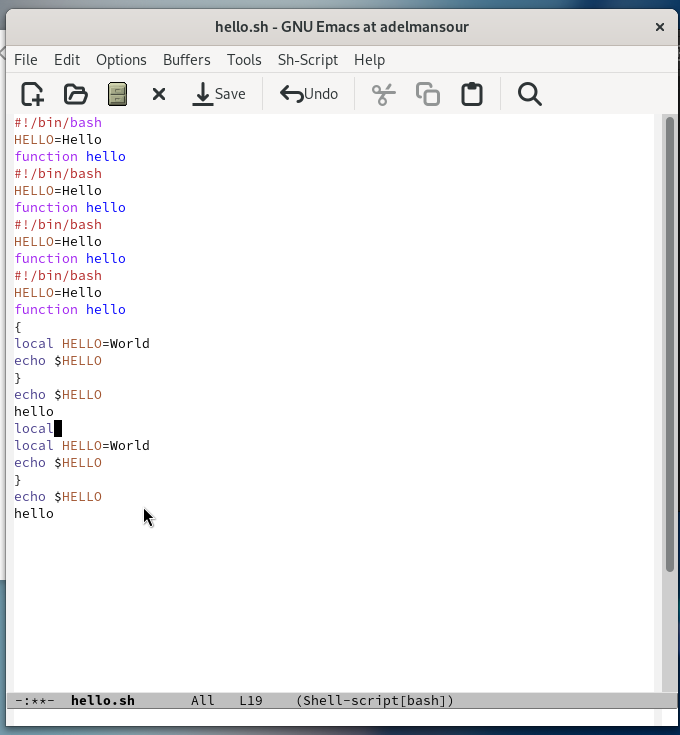 hello.sh - GNU Emacs at adelmansour
File Edit Options Buffers Tools Sh-Script Help
Save Undo
#!/bin/bash
HELLO=Hello
function hello
#!/bin/bash
HELLO=Hello
function hello
#!/bin/bash
HELLO=Hello
function hello
#!/bin/bash
HELLO=Hello
function hello
{
local HELLO=World
echo $HELLO
}
echo $HELLO
hello
local
local HELLO=World
echo $HELLO
}
echo $HELLO
hello
-:**- hello.sh All L19 (Shell-script[bash])